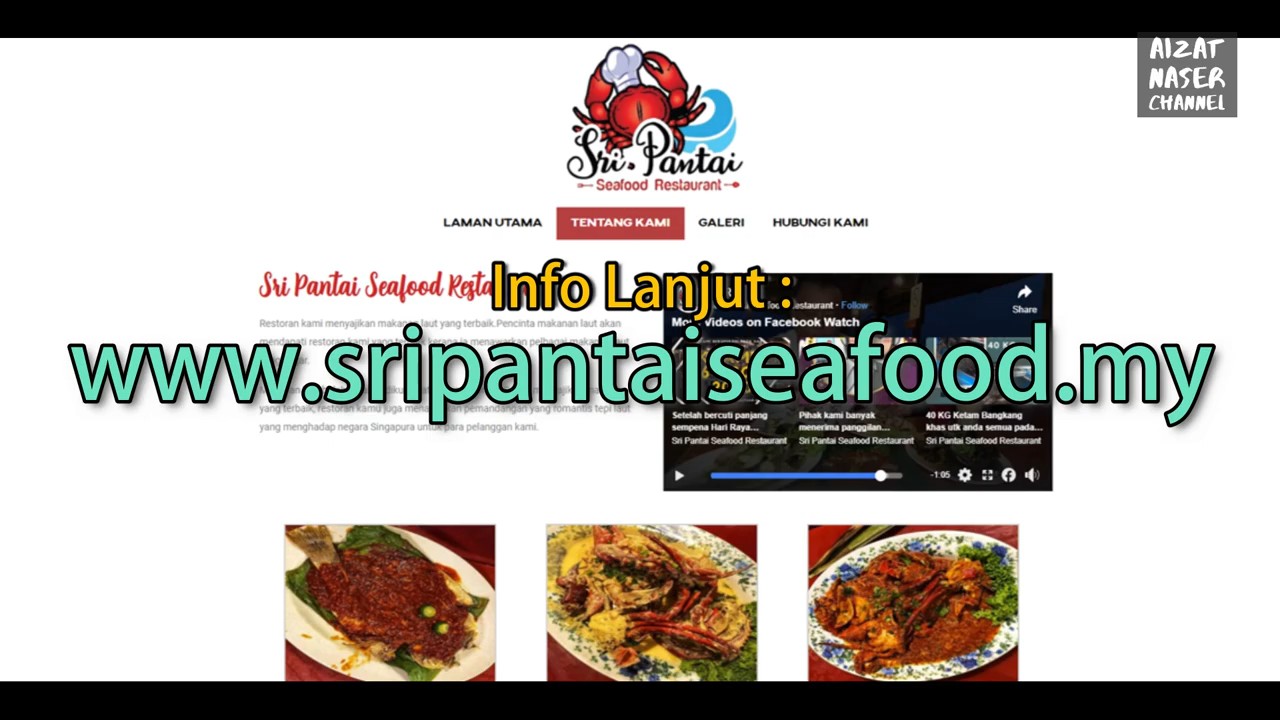 AIZAT
NASER
CHANNEL
Sri Pantai
Seafood Restaurant
LAMAN UTAMA
TENTANG KAMI
GALERI
HUBUNGI KAMI
Sri Pantai Seafood
Info Lanjut :
Follow
Share
Videos on Facebook Watch
Restoran kami menyajikan makanan laut yang terbaik.Pencinta makanan laut akan
www.sripantaiseafood.my
40 KG
yang terbaik, restoran kamu juga pemandangan yang romantis tepi laut
yang menghadap negara Singapura untuk para pelanggan kami.
Setelah bercuti panjang
sempena Hari Raya...
Sri Pantai Seafood Restaurant
Pihak kami banyak
menerima panggilan...
Sri Pantai Seafood Restaurant
40 KG Ketam Bangkang
khas utk anda semua pada...
Sri Pantai Seafood Restaurant
-1:05